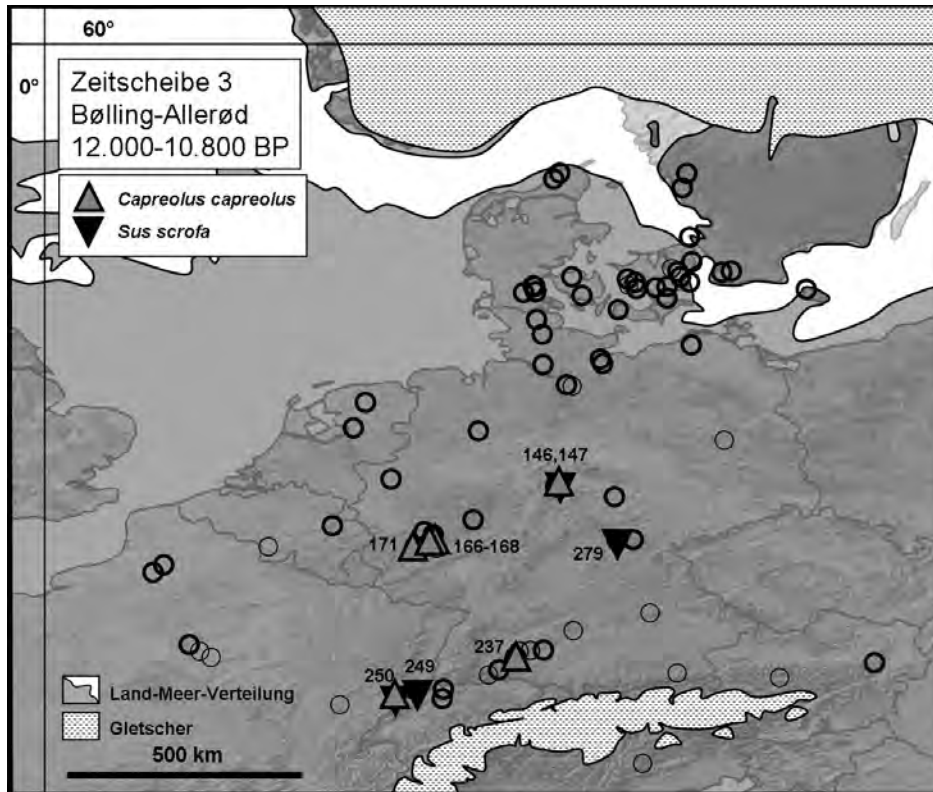 60°
0°
Zeitscheibe 3
Bølling-Allerød
12.000-10.800 BP
Capreolus capreolus
Sus scrofa
146,147
171
166-168
279
237
249
250
Land-Meer-Verteilung
Gletscher
500 km